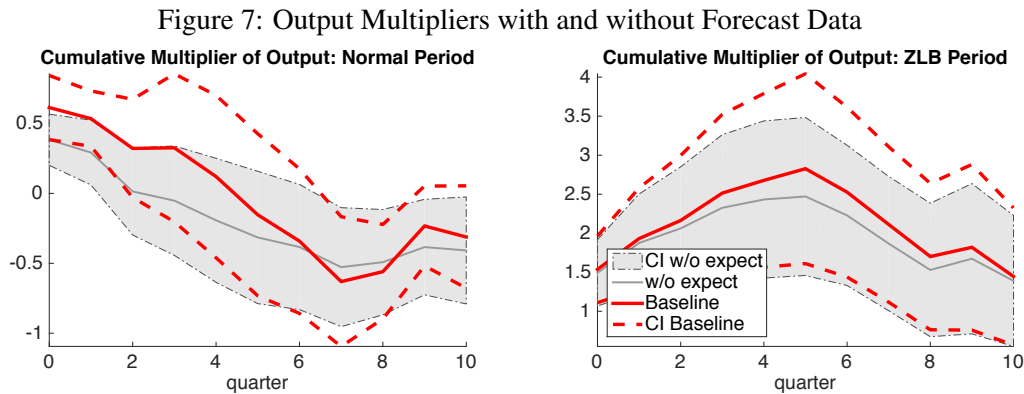 Figure 7: Output Multipliers with and without Forecast Data
Cumulative Multiplier of Output: Normal Period
0.5
0
-0.5
-1
0 2 4 6 8 10
quarter
Cumulative Multiplier of Output: ZLB Period
4
3.5
3
2.5
2
1.5
1
0 2 4 6 8 10
quarter
CI w/o expect
w/o expect
Baseline
CI Baseline